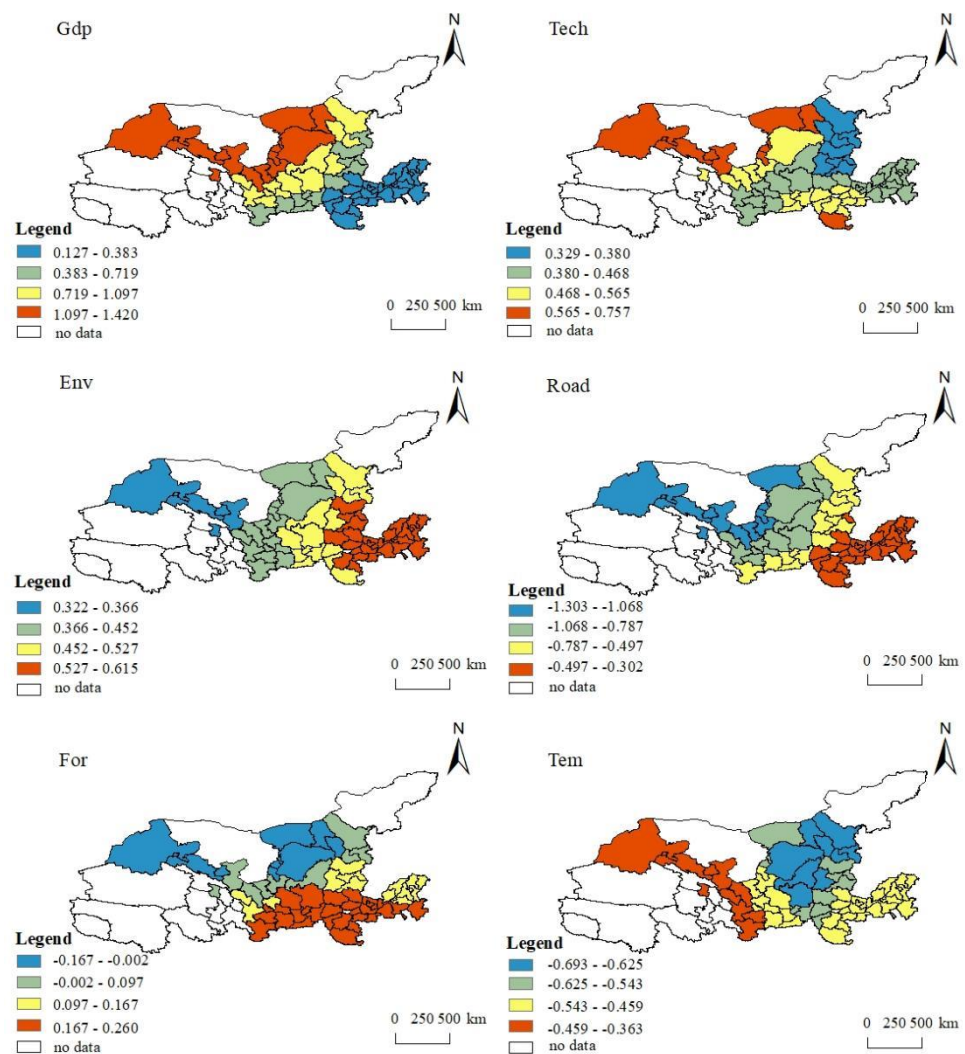 Gdp
N
Legend
0.127 - 0.383
0.383 - 0.719
0.719 - 1.097
1.097 - 1.420
no data
0 250 500 km
Tech
N
Legend
0.329 - 0.380
0.380 - 0.468
0.468 - 0.565
0.565 - 0.757
no data
0 250 500 km
Env
N
Legend
0.322 - 0.366
0.366 - 0.452
0.452 - 0.527
0.527 - 0.615
no data
0 250 500 km
Road
N
Legend
-1.303 - -1.068
-1.068 - -0.787
-0.787 - -0.497
-0.497 - -0.302
no data
0 250 500 km
For
N
Legend
-0.167 - -0.002
-0.002 - 0.097
0.097 - 0.167
0.167 - 0.260
no data
0 250 500 km
Tem
N
Legend
-0.693 - -0.625
-0.625 - -0.543
-0.543 - -0.459
-0.459 - -0.363
no data
0 250 500 km